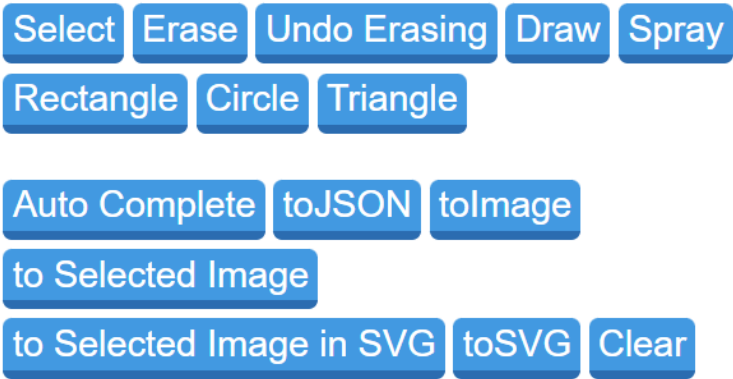 Select Erase Undo Erasing Draw Spray
Rectangle Circle Triangle
Auto Complete toJSON toImage
to Selected Image
to Selected Image in SVG toSVG Clear